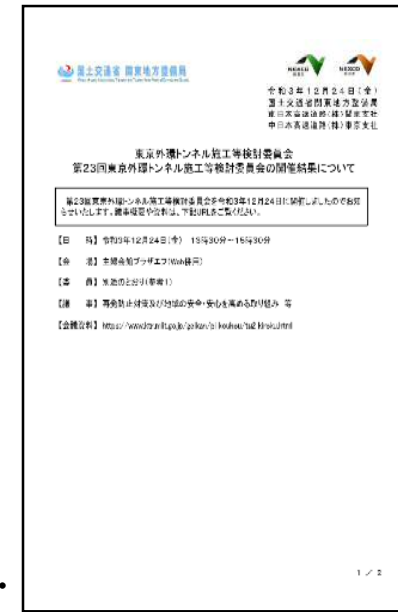 国土交通省 関東地方整備局
NEXCO NEXCO
令和3年12月24日(金)
国土交通省関東地方整備局
東日本高速道路(株)関東支社
中日本高速道路(株)東京支社
東京外環トンネル施工等検討委員会
第23回東京外環トンネル施工等検討委員会の開催結果について
第23回東京外環トンネル施工等検討委員会を令和3年12月24日に開催しましたのでお知
らせいたします。議事概要や資料は、下記URLをご覧ください。
【日 時】令和3年12月24日(金) 13時30分～15時30分
【会 場】主婦会館プラザエフ(Web併用)
【委 員】別紙のとおり(参考1)
【議 事】再発防止対策及び地域の安全・安心を高める取り組み 等
【会議資料】
1 / 2